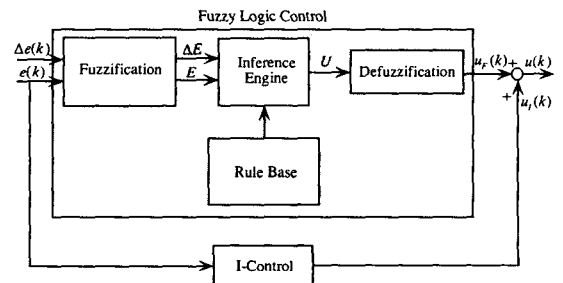 Fuzzy Logic Control
Δe(k)
e(k)
Fuzzification
ΔE
E
Inference
Engine
U
Defuzzification
u_F(k)
+
u(k)
+
u_I(k)
Rule Base
I-Control